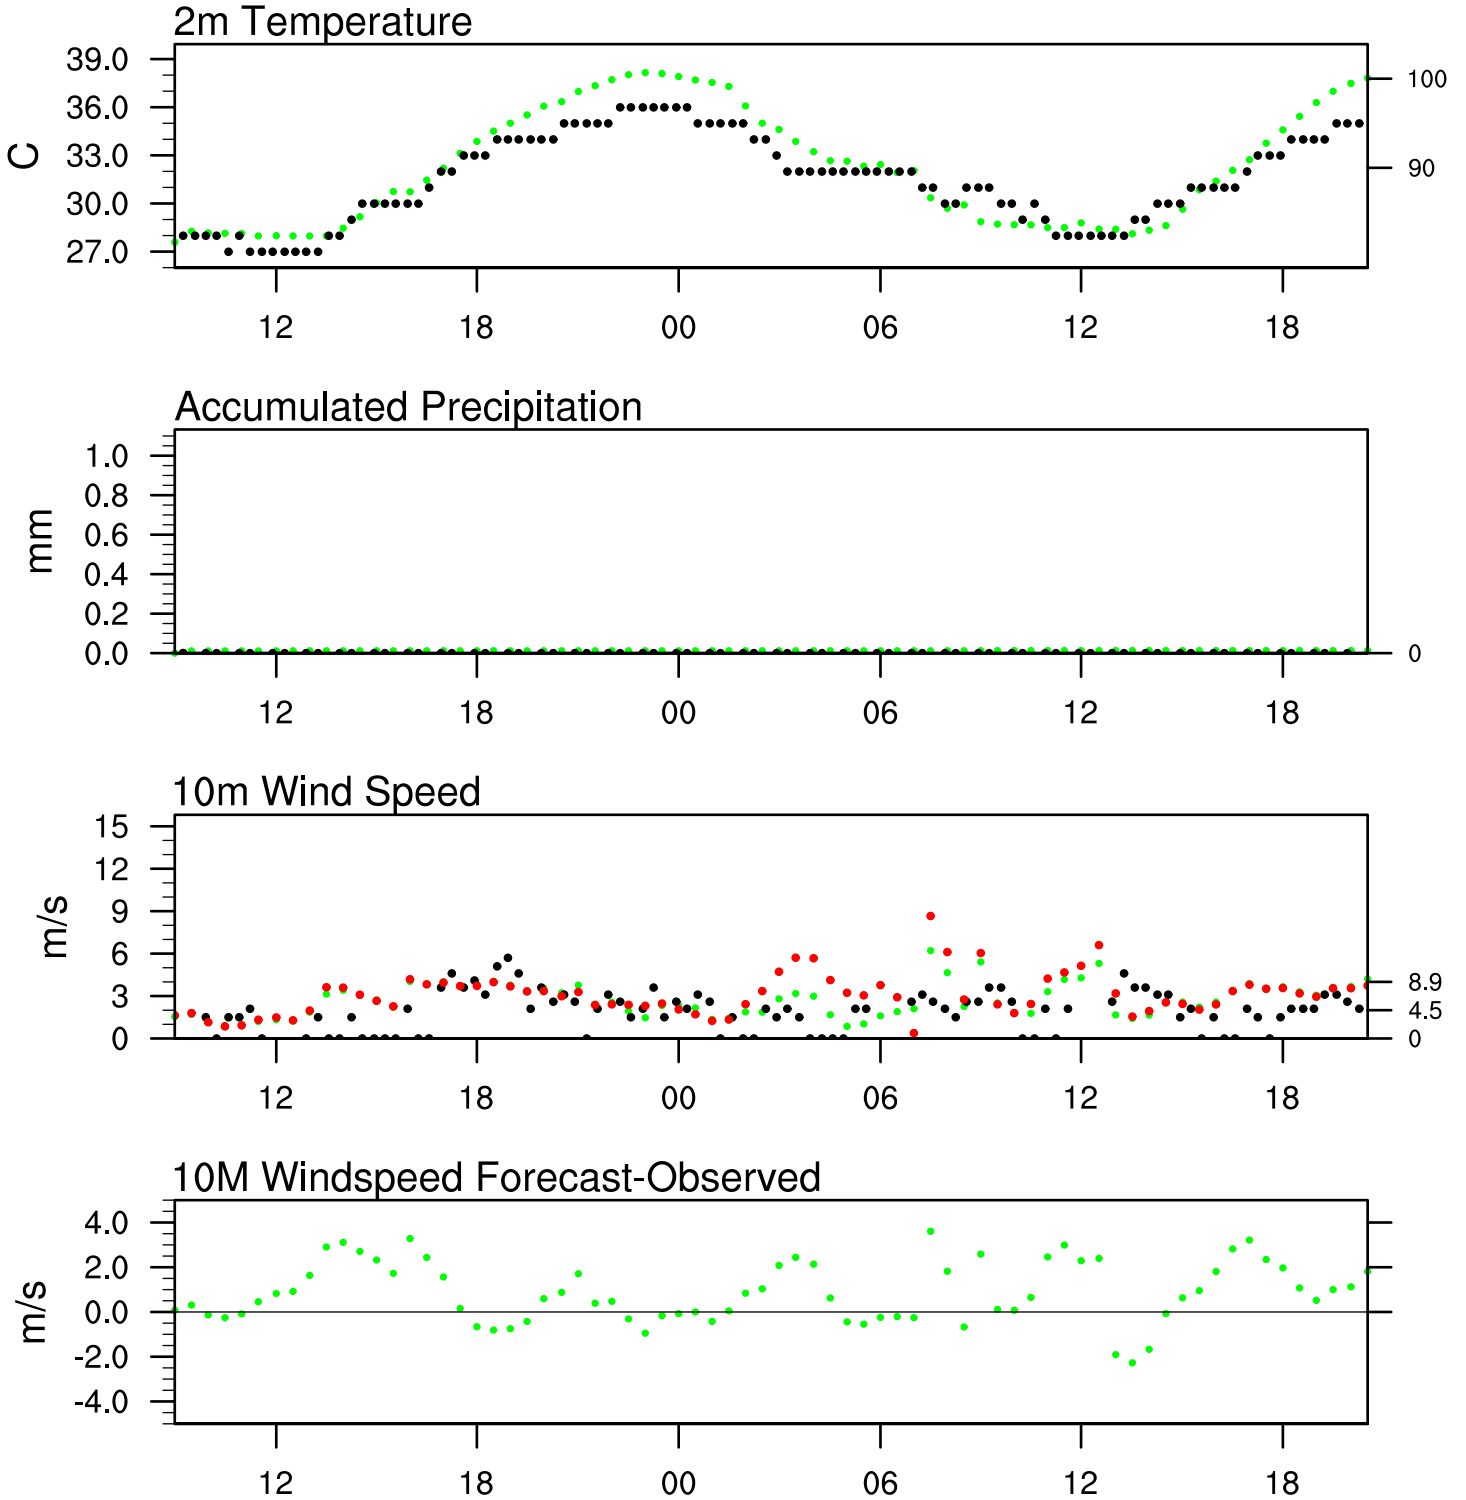 2m Temperature
39.0
36.0
33.0
30.0
27.0
C
100
90
12 18 00 06 12 18
Accumulated Precipitation
1.0
0.8
0.6
0.4
0.2
0.0
mm
0
12 18 00 06 12 18
10m Wind Speed
15
12
9
6
3
0
m/s
8.9
4.5
0
12 18 00 06 12 18
10M Windspeed Forecast-Observed
4.0
2.0
0.0
-2.0
-4.0
m/s
12 18 00 06 12 18